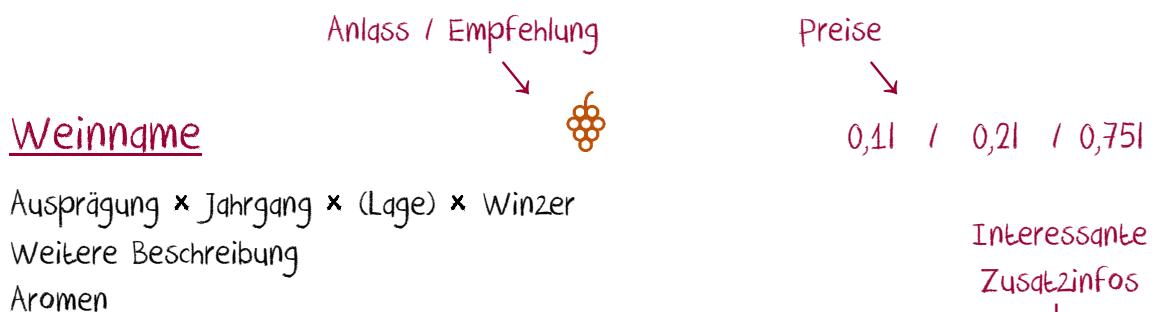 Anlass / Empfehlung
Preise
Weinname
0,1l / 0,2l / 0,75l
Ausprägung x Jahrgang x (Lage) x Winzer
Weitere Beschreibung
Interessante
Zusatzinfos
Aromen